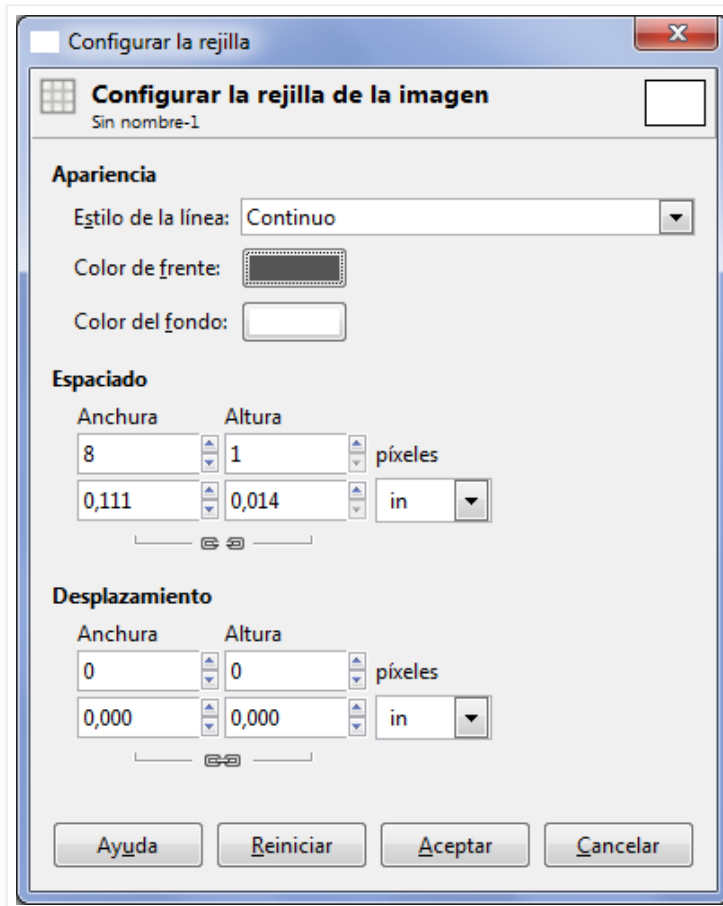 Configurar la rejilla
Configurar la rejilla de la imagen
Sin nombre-1
Apariencia
Estilo de la línea: Continuo
Color de frente:
Color del fondo:
Espaciado
Anchura Altura
8 1 píxeles
0,111 0,014 in
Desplazamiento
Anchura Altura
0 0 píxeles
0,000 0,000 in
Ayuda Reiniciar Aceptar Cancelar